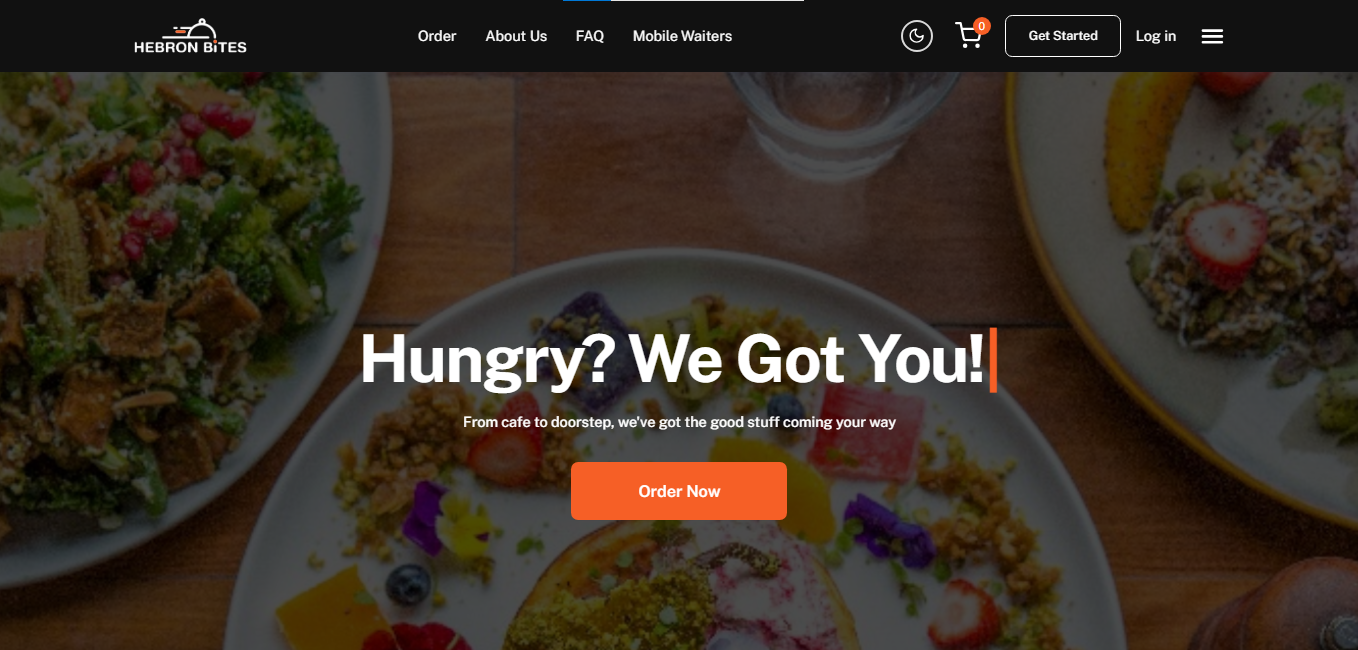 HEBRON BITES
Order
About Us
FAQ
Mobile Waiters
0
Get Started
Log in
Hungry? We Got You!
From cafe to doorstep, we've got the good stuff coming your way
Order Now